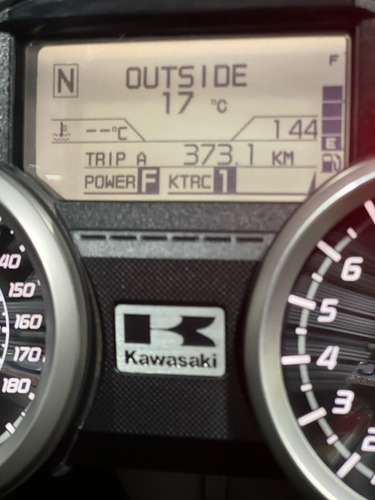 F
N
OUTSIDE
17 °C
--°C
144
E
TRIP A 373.1 KM
POWER F KTRC 1
40
150
160
170
180
6
5
4
3
2
Kawasaki